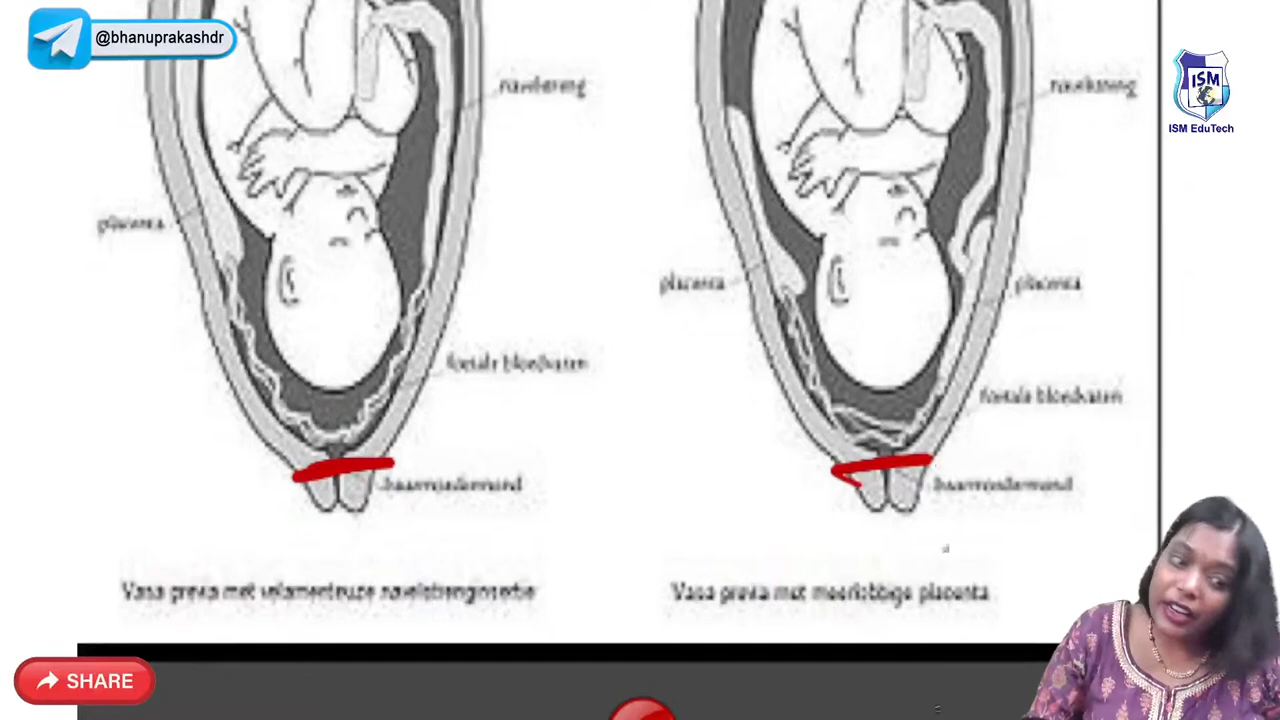 @bhanuprakashdr
ISM
ISM EduTech
navelstreng
navelstreng
placenta
placenta
placenta
foetale bloedvaten
foetale bloedvaten
baarmoedermond
baarmoedermond
Vasa previa met velamenteuze navelstrenginsertie
Vasa previa met meerlobbige placenta
SHARE